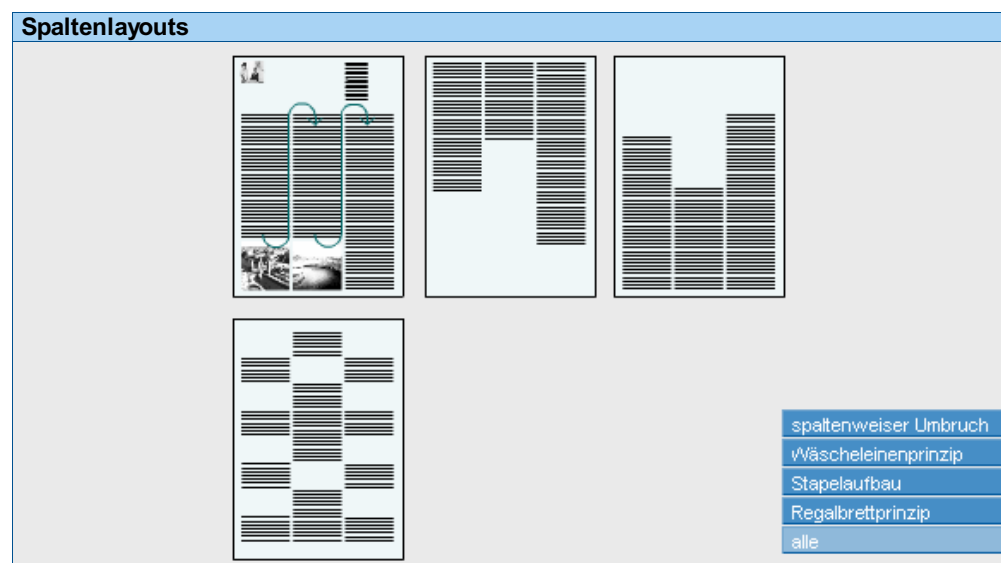 Spaltenlayouts
spaltenweiser Umbruch
Wäscheleinenprinzip
Stapelaufbau
Regalbrettprinzip
alle